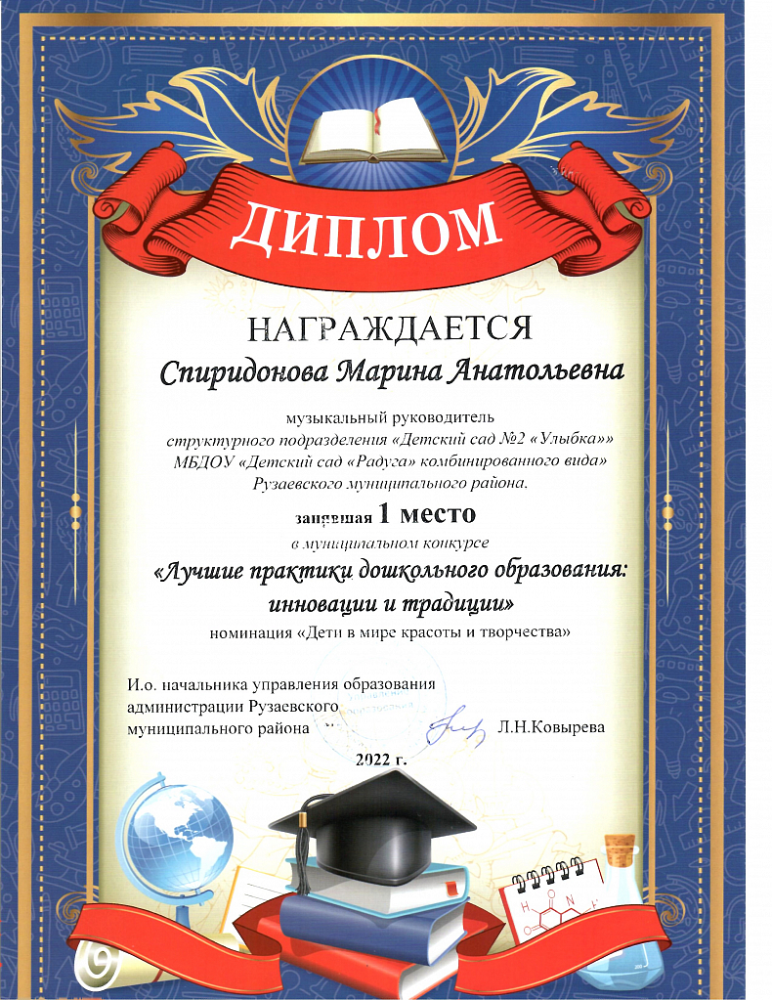 ДИПЛОМ
НАГРАЖДАЕТСЯ
Спиридонова Марина Анатольевна
музыкальный руководитель
структурного подразделения «Детский сад №2 «Улыбка»»
МБДОУ «Детский сад «Радуга» комбинированного вида»
Рузаевского муниципального района.
занявшая 1 место
в муниципальном конкурсе
«Лучшие практики дошкольного образования:
инновации и традиции»
номинация «Дети в мире красоты и творчества»
И.о. начальника управления образования
администрации Рузаевского
муниципального района
Л.Н.Ковырева
2022 г.